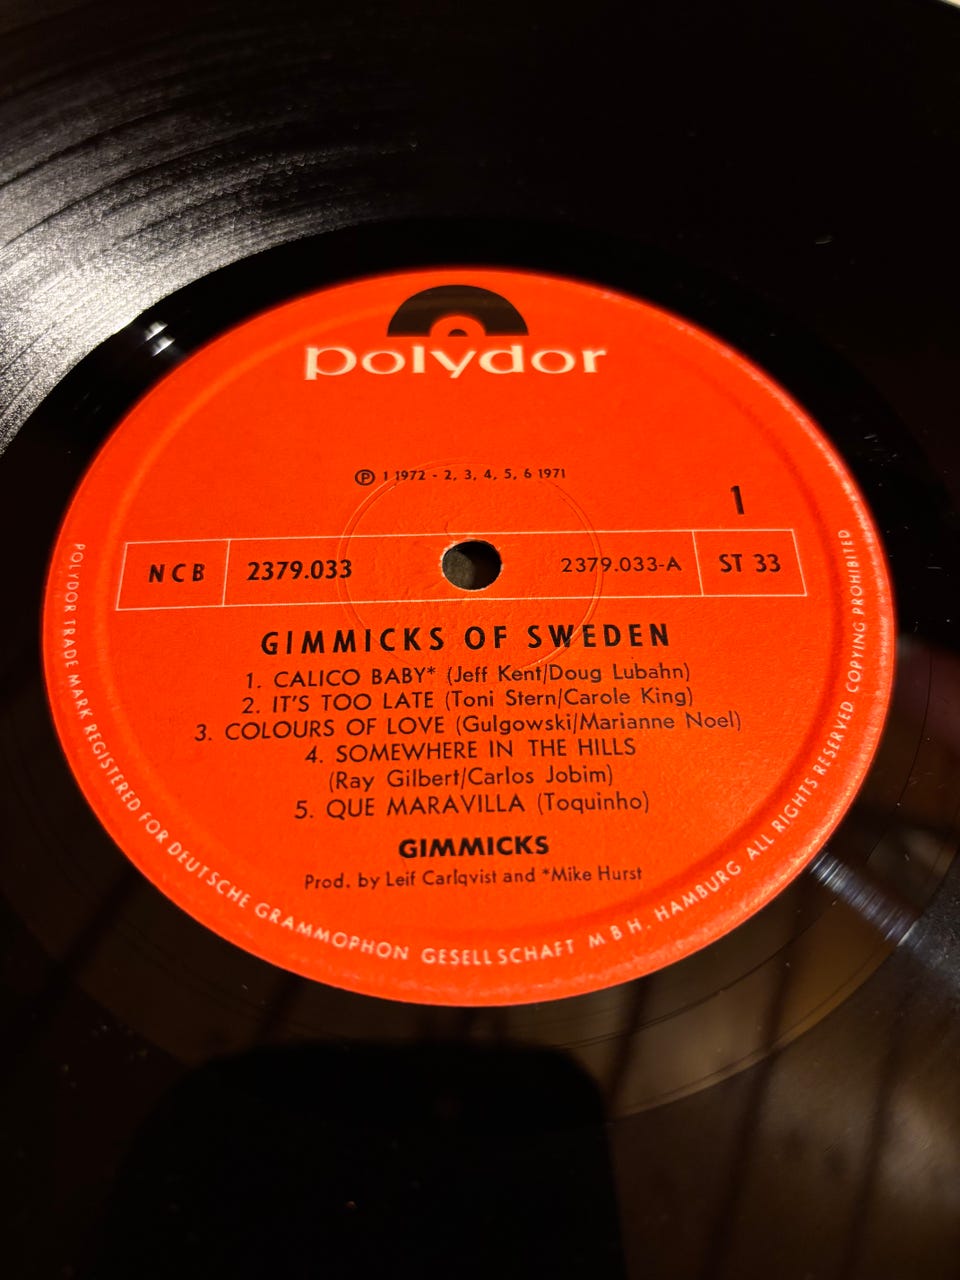 polydor
Ⓟ 1 1972 - 2, 3, 4, 5, 6 1971
1
NCB 2379.033 2379.033-A ST 33
GIMMICKS OF SWEDEN
1. CALICO BABY* (Jeff Kent/Doug Lubahn)
2. IT'S TOO LATE (Toni Stern/Carole King)
3. COLOURS OF LOVE (Gulgowski/Marianne Noel)
4. SOMEWHERE IN THE HILLS
(Ray Gilbert/Carlos Jobim)
5. QUE MARAVILLA (Toquinho)
GIMMICKS
Prod. by Leif Carlqvist and *Mike Hurst
POLYDOR TRADE MARK REGISTERED FOR DEUTSCHE GRAMMOPHON GESELLSCHAFT M B H. HAMBURG ALL RIGHTS RESERVED COPYING PROHIBITED